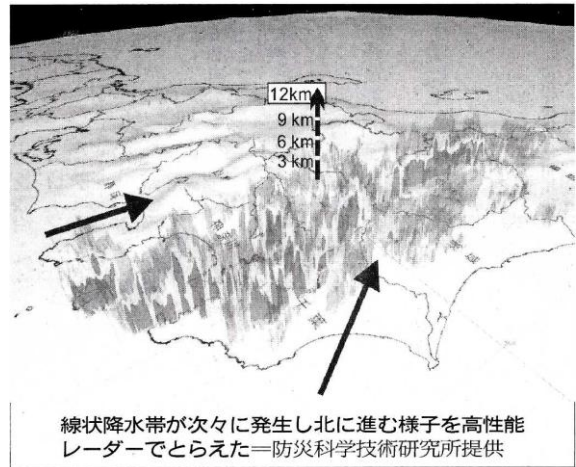 12km
9 km
6 km
3 km
千葉
線状降水帯が次々に発生し北に進む様子を高性能
レーダーでとらえた＝防災科学技術研究所提供